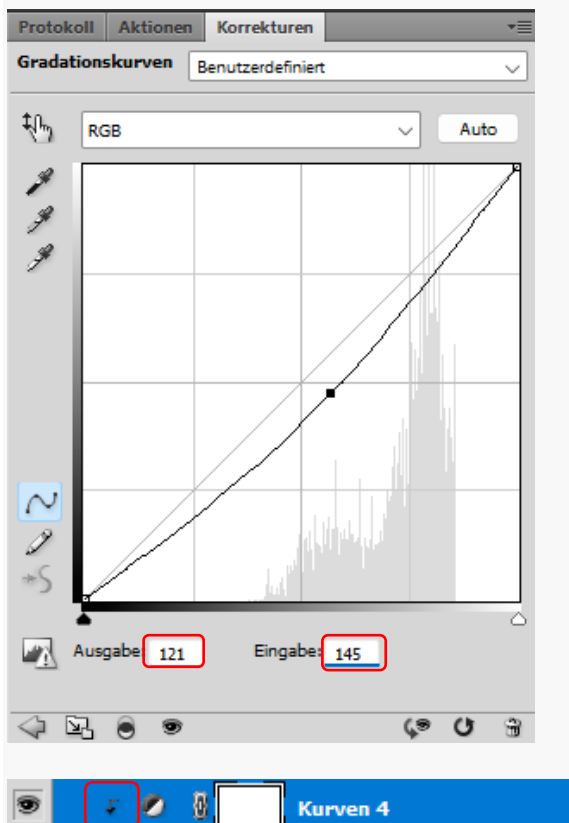 Protokoll Aktionen Korrekturen
Gradationskurven Benutzerdefiniert
RGB Auto
Ausgabe: 121 Eingabe: 145
Kurven 4